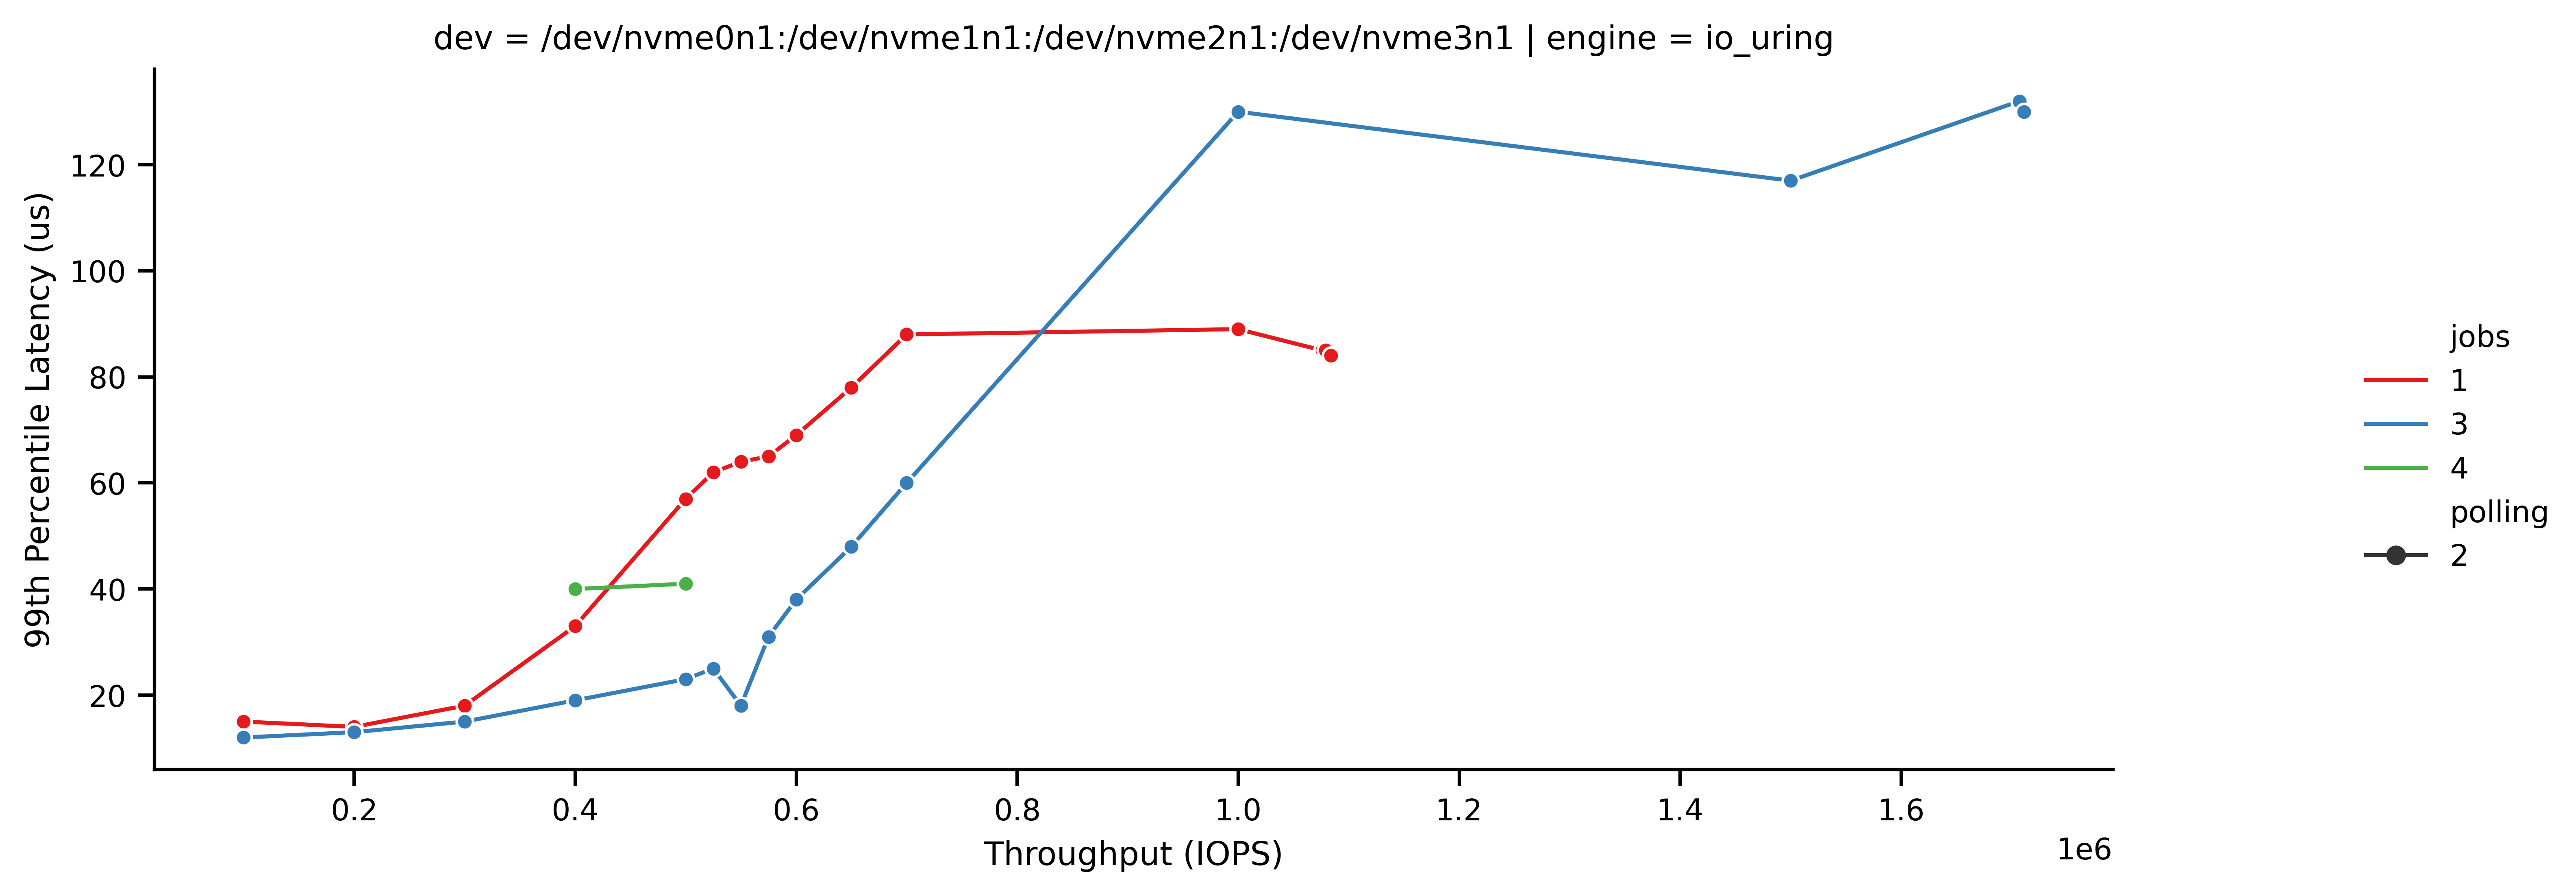 dev = /dev/nvme0n1:/dev/nvme1n1:/dev/nvme2n1:/dev/nvme3n1 | engine = io_uring
99th Percentile Latency (us)
120
100
80
60
40
20
0.2 0.4 0.6 0.8 1.0 1.2 1.4 1.6
1e6
Throughput (IOPS)
jobs
1
3
4
polling
2